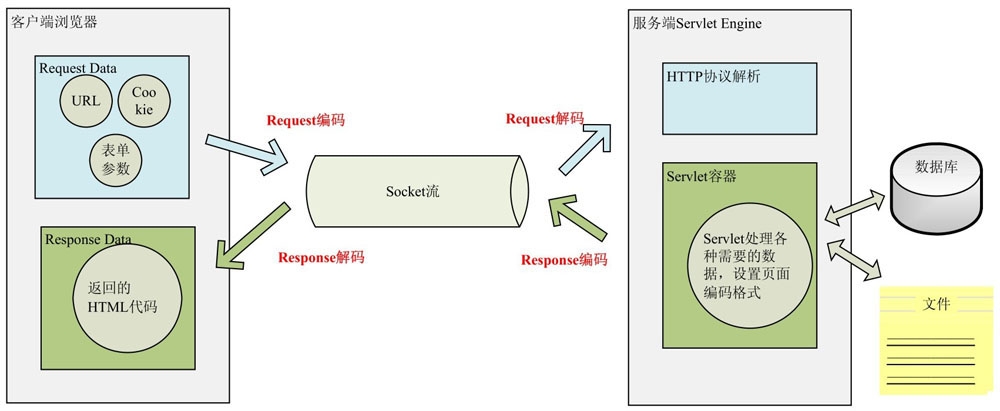 客户端浏览器
Request Data
URL
Coo
kie
表单
参数
Response Data
返回的
HTML代码
Request编码
Request解码
Socket流
Response解码
Response编码
服务端Servlet Engine
HTTP协议解析
Servlet容器
Servlet处理各
种需要的数
据，设置页面
编码格式
数据库
文件